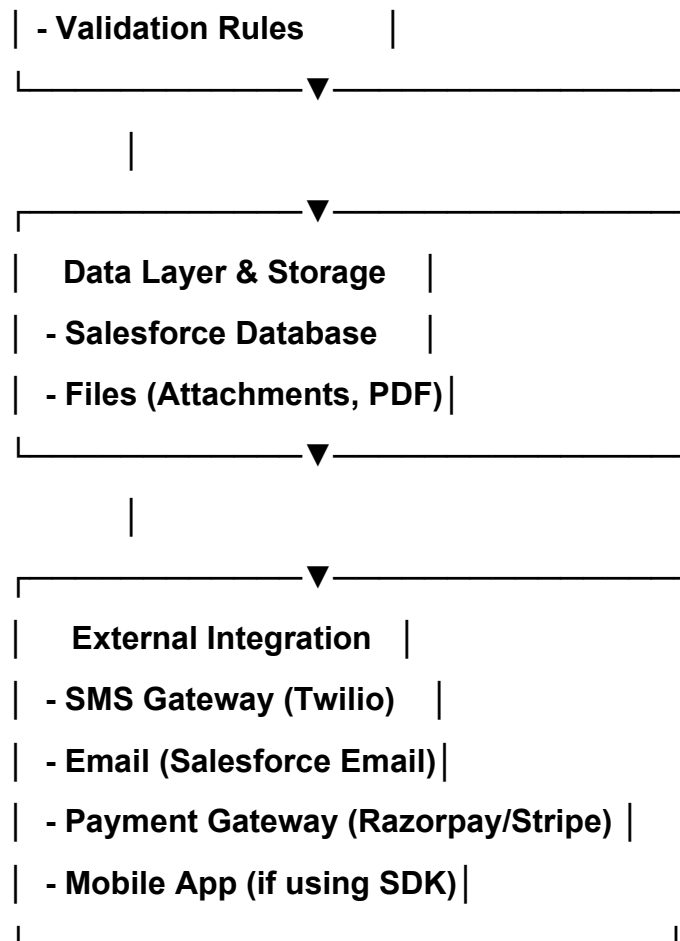 │ - Validation Rules │
└───────────────▼───────────────────
│
┌───────────────▼───────────────────
│ Data Layer & Storage │
│ - Salesforce Database │
│ - Files (Attachments, PDF)│
└───────────────▼───────────────────
│
┌───────────────▼───────────────────
│ External Integration │
│ - SMS Gateway (Twilio) │
│ - Email (Salesforce Email)│
│ - Payment Gateway (Razorpay/Stripe) │
│ - Mobile App (if using SDK)│